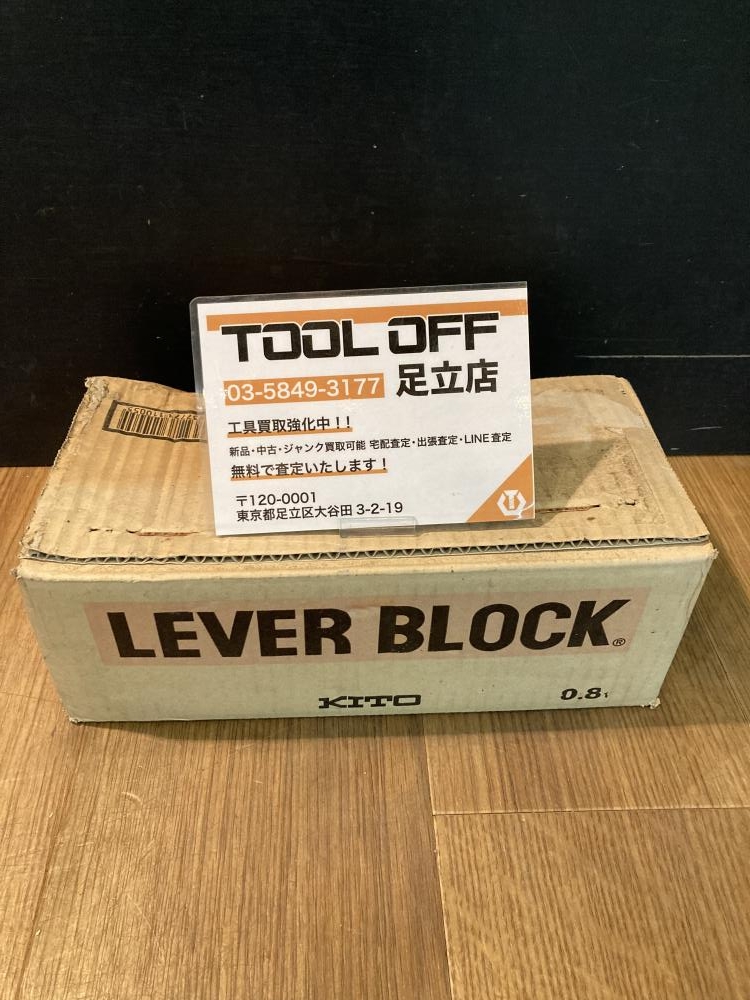 TOOL OFF
03-5849-3177 足立店
工具買取強化中！！
新品・中古・ジャンク買取可能 宅配査定・出張査定・LINE査定
無料で査定いたします！
〒120-0001
東京都足立区大谷田 3-2-19
LEVER BLOCK®
KITO
0.8t